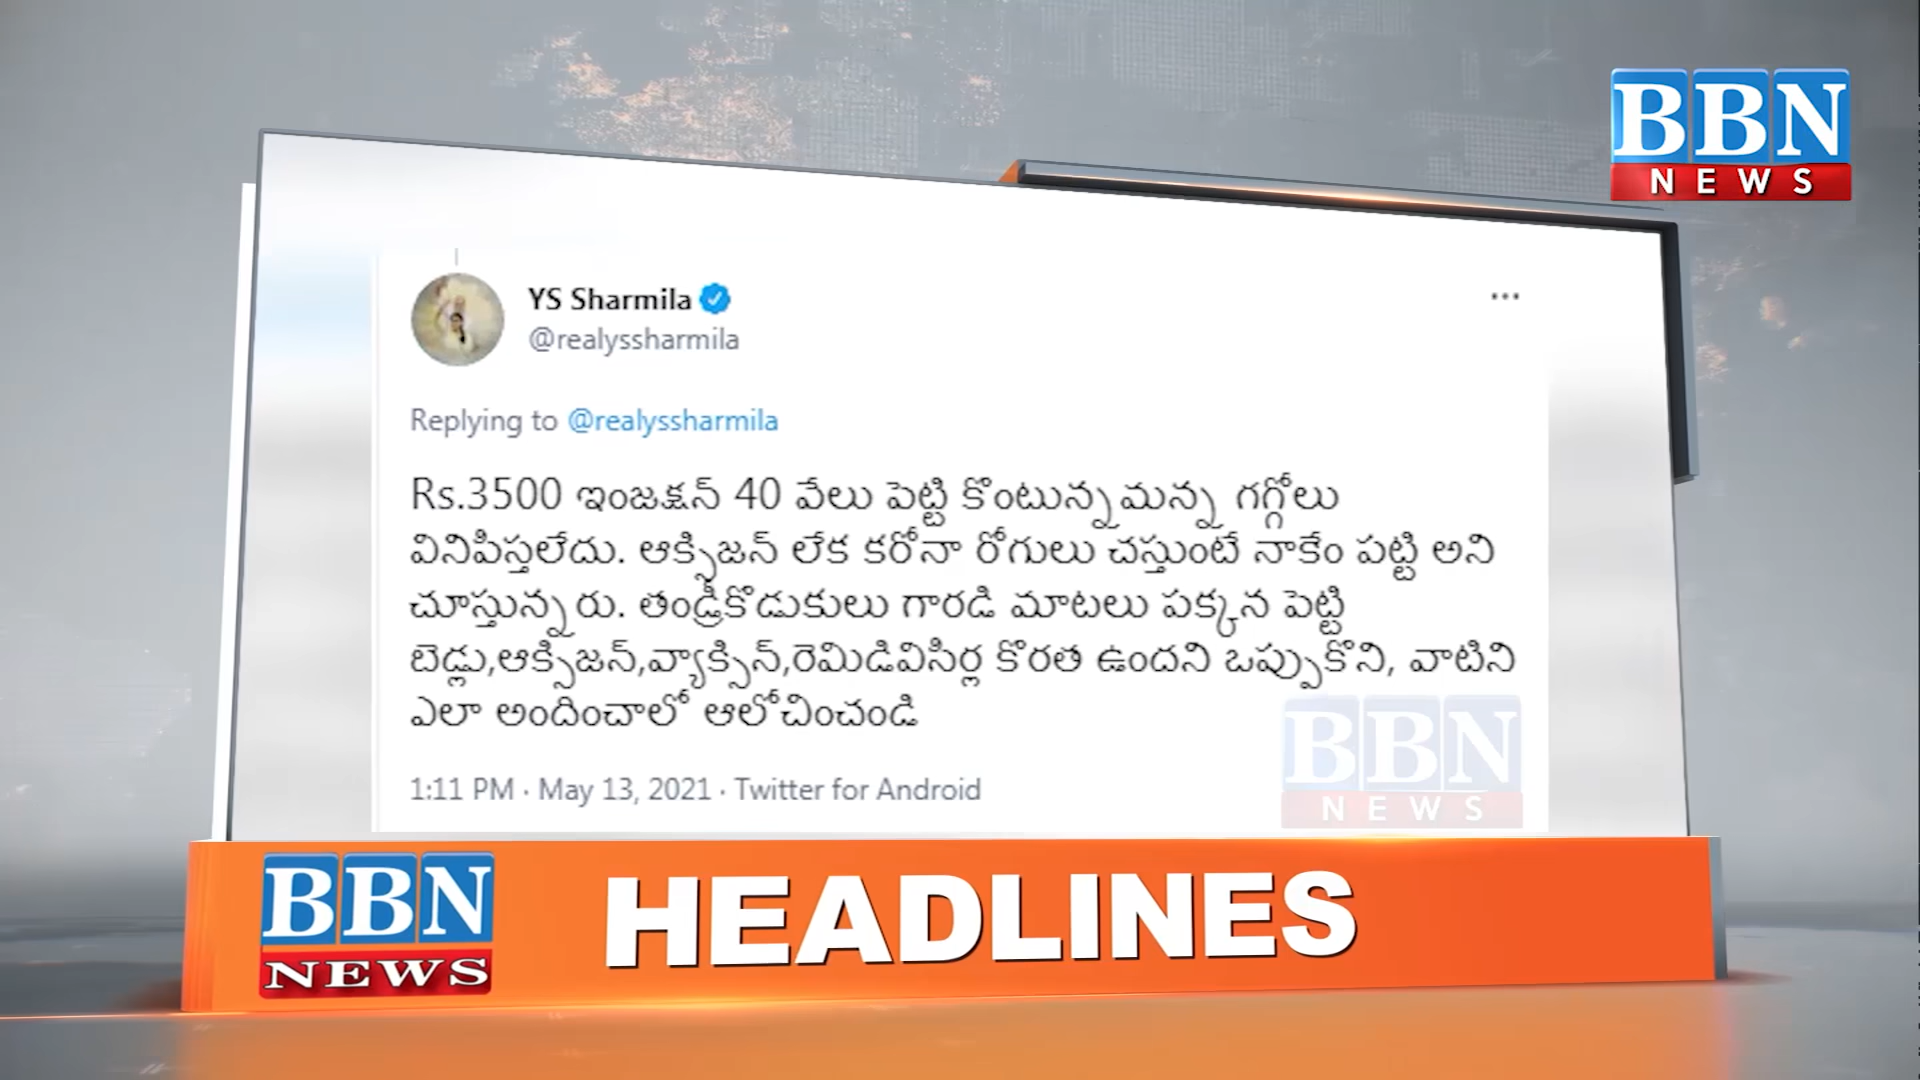 BBN
NEWS
YS Sharmila
@realyssharmila
Replying to @realyssharmila
Rs.3500 ఇంజక్షన్ 40 వేలు పెట్టి కొంటున్నమన్న గగ్గోలు
వినిపిస్తలేదు. ఆక్సిజన్ లేక కరోనా రోగులు చస్తుంటే నాకేం పట్టి అని
చూస్తున్నరు. తండ్రీకొడుకులు గారడి మాటలు పక్కన పెట్టి
బెడ్లు,ఆక్సిజన్,వ్యాక్సిన్,రెమిడివిసిర్ల కొరత ఉందని ఒప్పుకొని, వాటిని
ఎలా అందించాలో ఆలోచించండి
BBN
NEWS
1:11 PM · May 13, 2021 · Twitter for Android
BBN
NEWS
HEADLINES